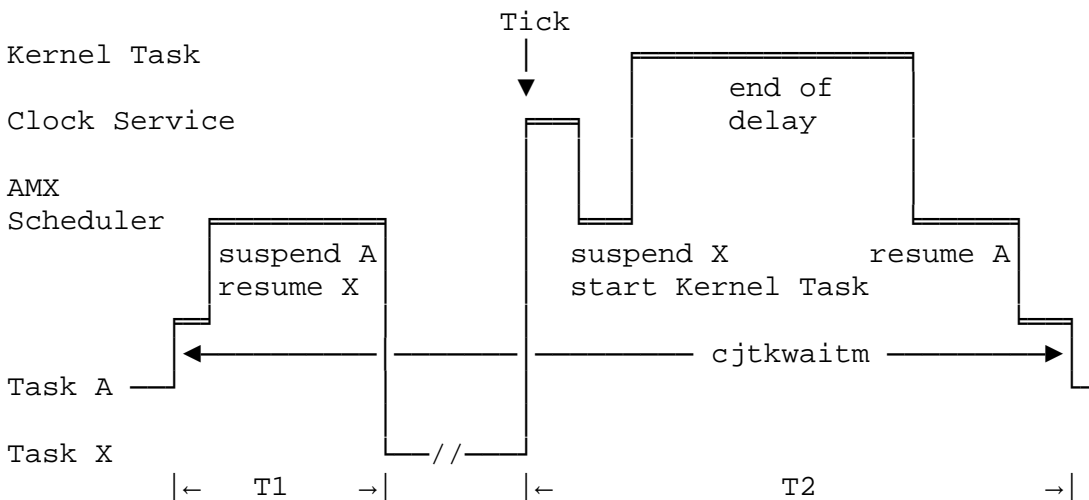 Tick
Kernel Task
end of
Clock Service delay
AMX
Scheduler
suspend A suspend X resume A
resume X start Kernel Task
cjtkwaitm
Task A
Task X //
|← T1 →| |← T2 →|